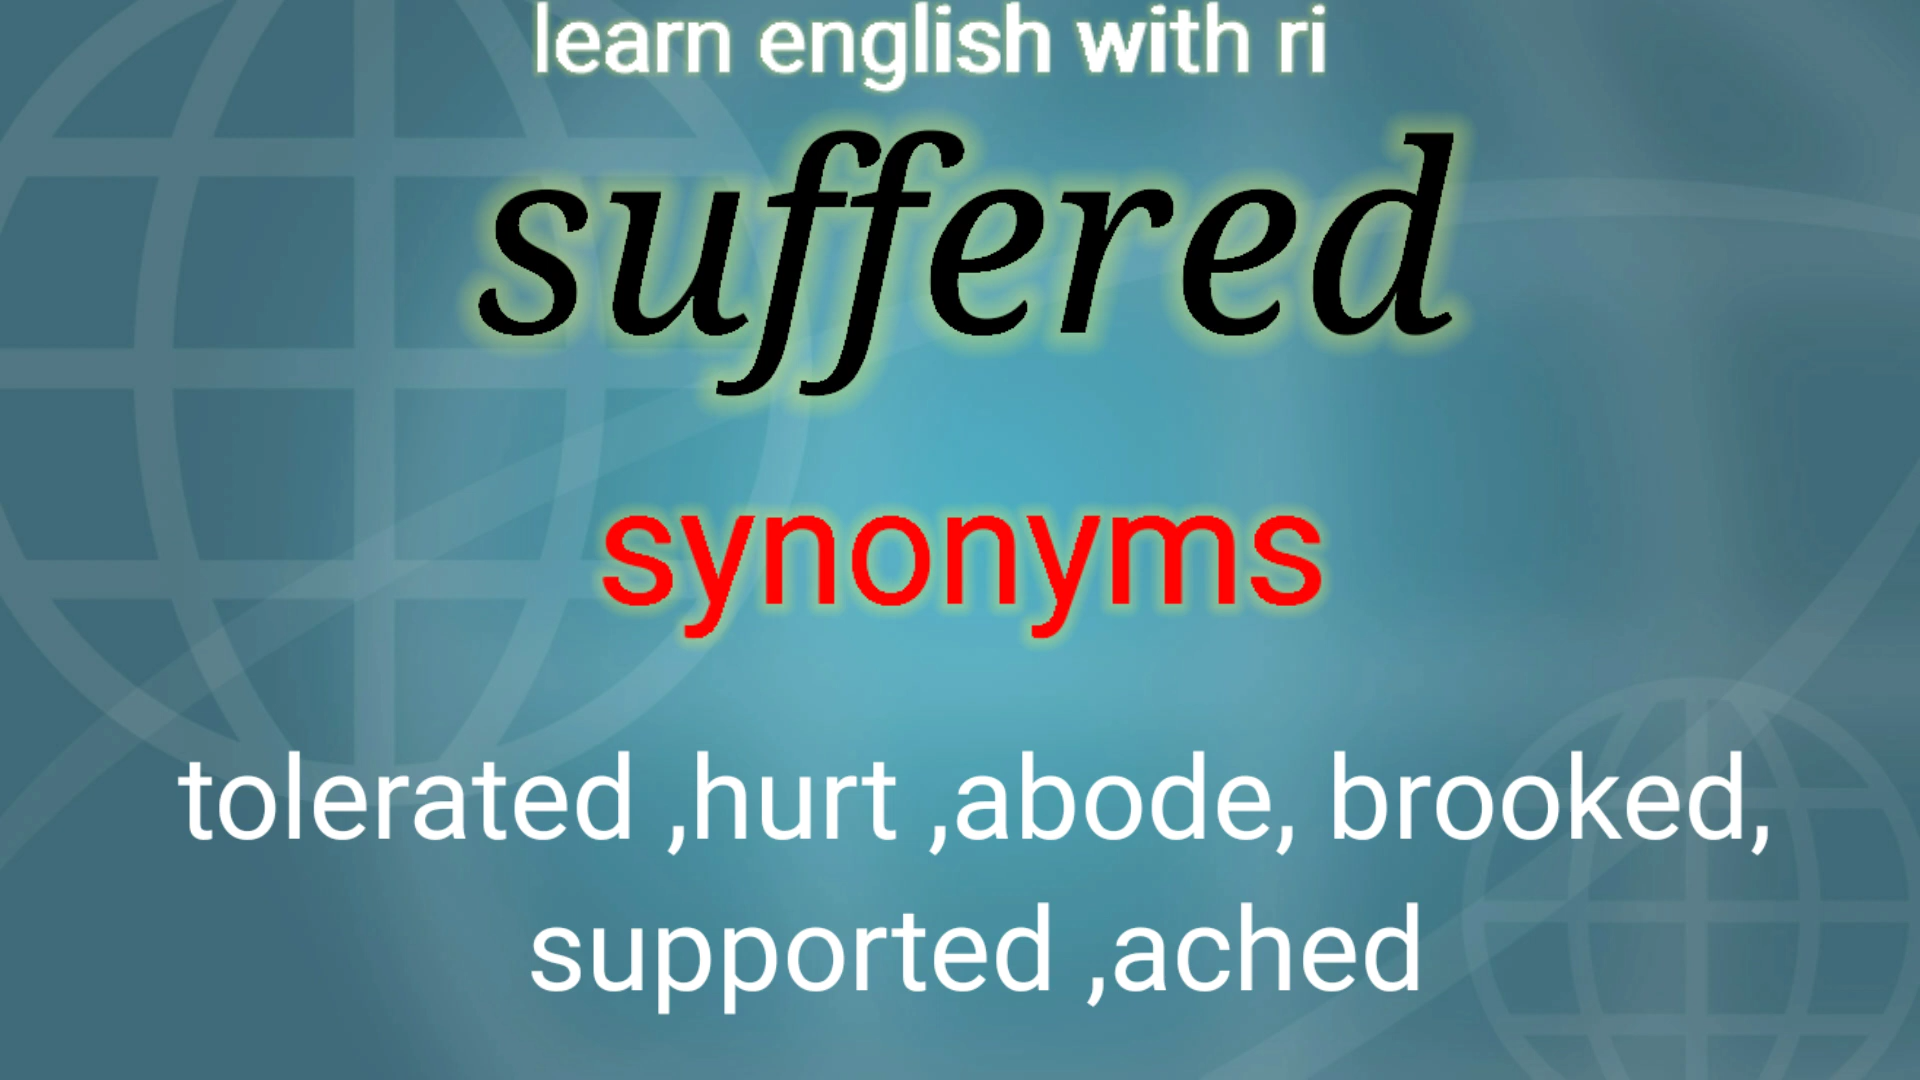 learn english with ri
suffered
synonyms
tolerated ,hurt ,abode, brooked,
supported ,ached